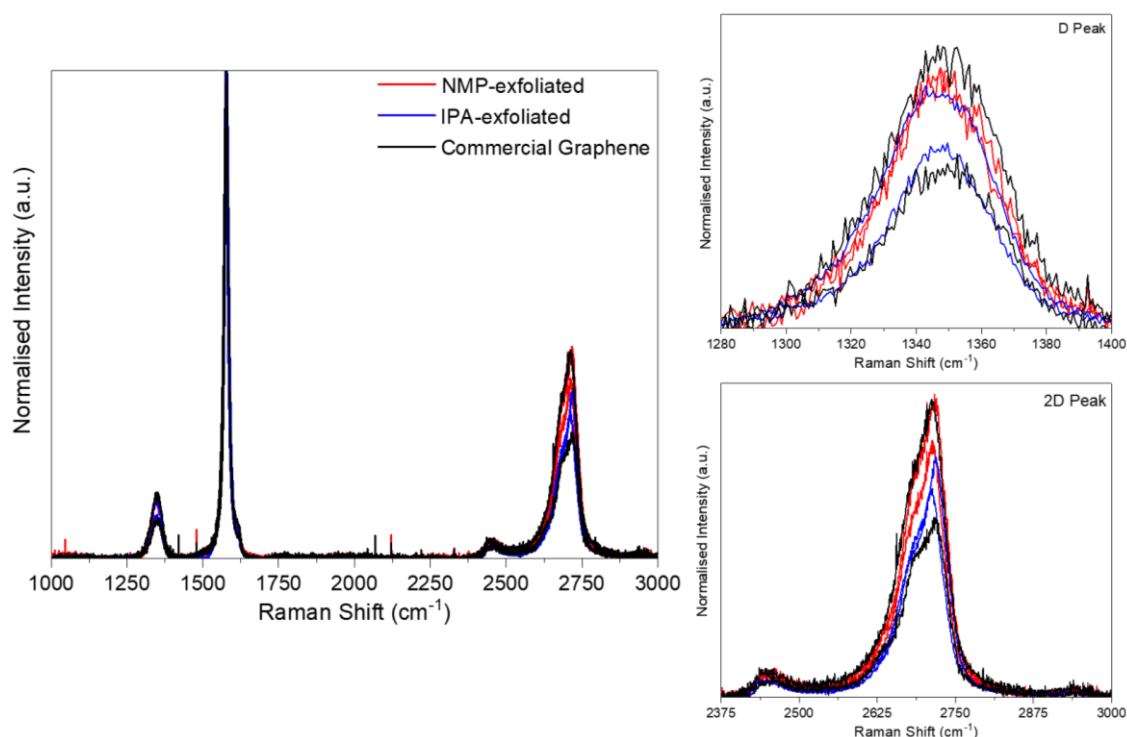 Normalised Intensity (a.u.)
NMP-exfoliated
IPA-exfoliated
Commercial Graphene
1000 1250 1500 1750 2000 2250 2500 2750 3000
Raman Shift (cm⁻¹)
D Peak
Normalised Intensity (a.u.)
1280 1300 1320 1340 1360 1380 1400
Raman Shift (cm⁻¹)
2D Peak
Normalised Intensity (a.u.)
2375 2500 2625 2750 2875 3000
Raman Shift (cm⁻¹)